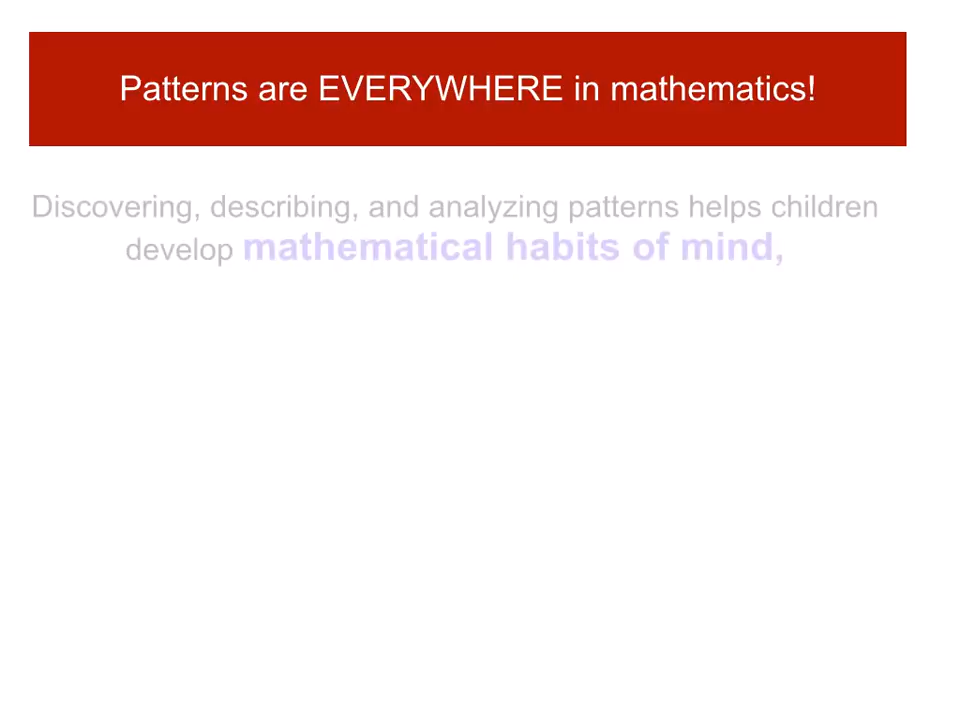 Patterns are EVERYWHERE in mathematics!
Discovering, describing, and analyzing patterns helps children
develop mathematical habits of mind,